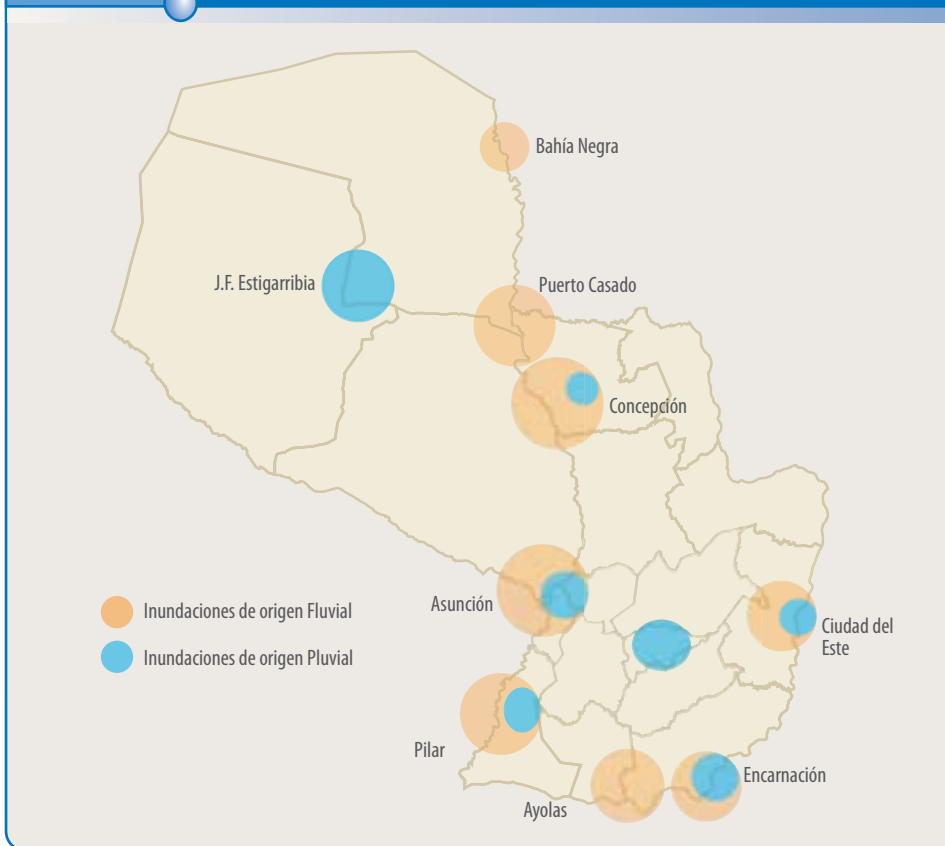 Bahía Negra
J.F. Estigarribia
Puerto Casado
Concepción
Asunción
Inundaciones de origen Fluvial
Inundaciones de origen Pluvial
Ciudad del
Este
Pilar
Encarnación
Ayolas